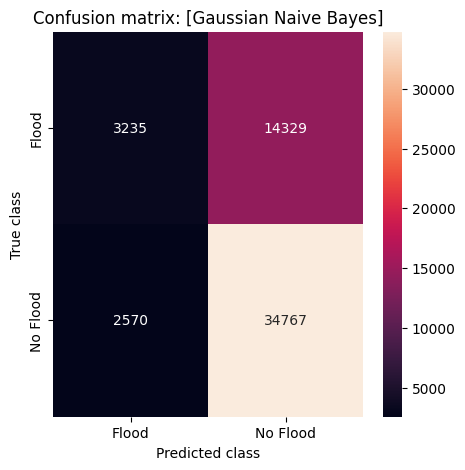 Confusion matrix: [Gaussian Naive Bayes]
True class
Flood
No Flood
3235
14329
2570
34767
Flood
No Flood
Predicted class
30000
25000
20000
15000
10000
5000